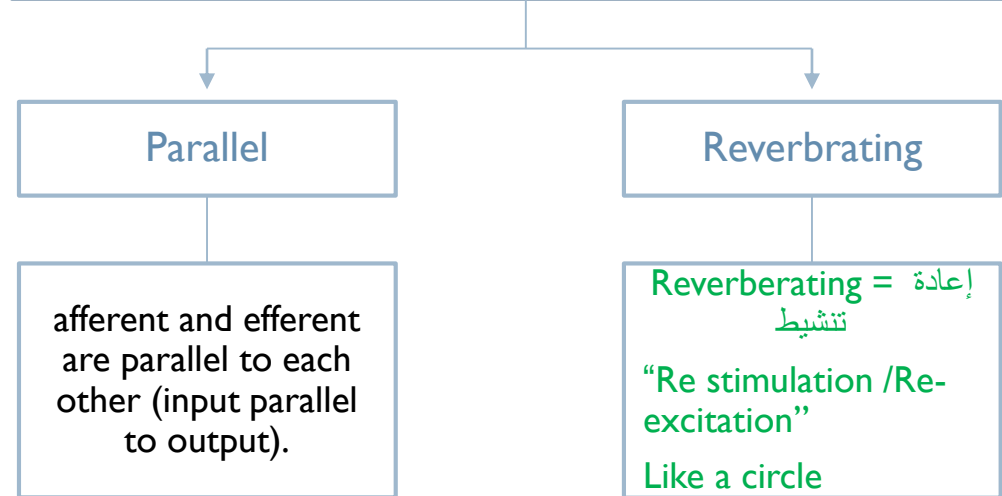 Parallel
Reverbrating
afferent and efferent
are parallel to each
other (input parallel
to output).
Reverberating = إعادة
تنشيط
“Re stimulation /Re-
excitation”
Like a circle